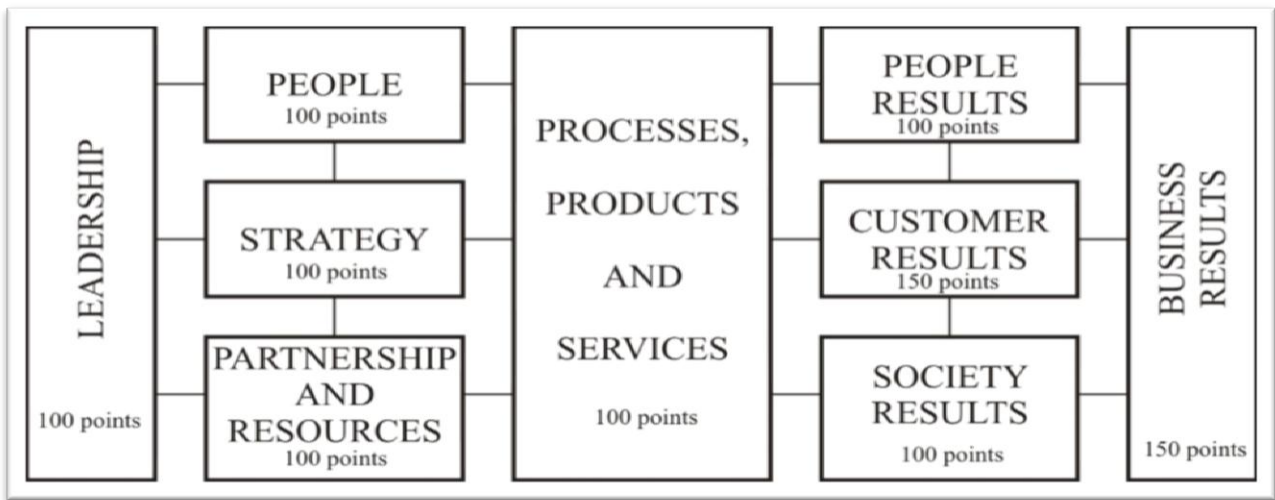 LEADERSHIP
100 points
PEOPLE
100 points
STRATEGY
100 points
PARTNERSHIP
AND
RESOURCES
100 points
PROCESSES,
PRODUCTS
AND
SERVICES
100 points
PEOPLE
RESULTS
100 points
CUSTOMER
RESULTS
150 points
SOCIETY
RESULTS
100 points
BUSINESS
RESULTS
150 points